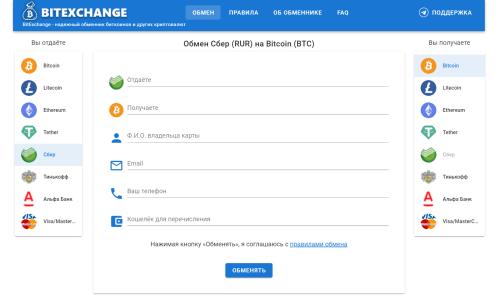 BITEXCHANGE
BitExchange - надежный обменник биткоинов и других криптовалют
ОБМЕН
ПРАВИЛА
ОБ ОБМЕННИКЕ
FAQ
ПОДДЕРЖКА
Вы отдаёте
Bitcoin
Litecoin
Ethereum
Tether
Сбер
Тинькофф
Альфа Банк
Visa/Master...
Обмен Сбер (RUR) на Bitcoin (BTC)
Отдаёте
Получаете
Ф.И.О. владельца карты
Email
Ваш телефон
Кошелёк для перечисления
Нажимая кнопку «Обменять», я соглашаюсь с правилами обмена
ОБМЕНЯТЬ
Вы получаете
Bitcoin
Litecoin
Ethereum
Tether
Сбер
Тинькофф
Альфа Банк
Visa/MasterC...